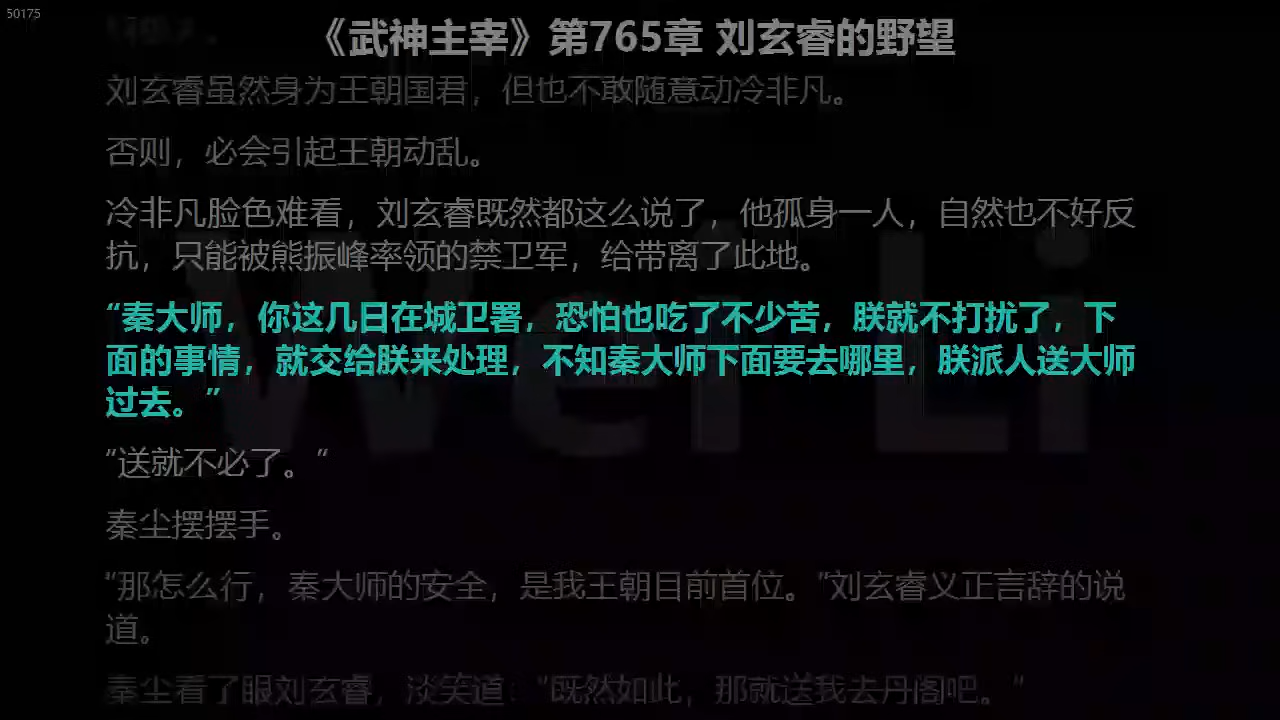 50175
《武神主宰》第765章 刘玄睿的野望
刘玄睿虽然身为王朝国君，但也不敢随意动冷非凡。
否则，必会引起王朝动乱。
冷非凡脸色难看，刘玄睿既然都这么说了，他孤身一人，自然也不好反
抗，只能被熊振峰率领的禁卫军，给带离了此地。
“秦大师，你这几日在城卫署，恐怕也吃了不少苦，朕就不打扰了，下
面的事情，就交给朕来处理，不知秦大师下面要去哪里，朕派人送大师
过去。”
“送就不必了。“
秦尘摆摆手。
“那怎么行，秦大师的安全，是我王朝目前首位。”刘玄睿义正言辞的说
道。
秦尘看了眼刘玄睿，淡笑道：“既然如此，那就送我去丹阁吧。”
Wei Li